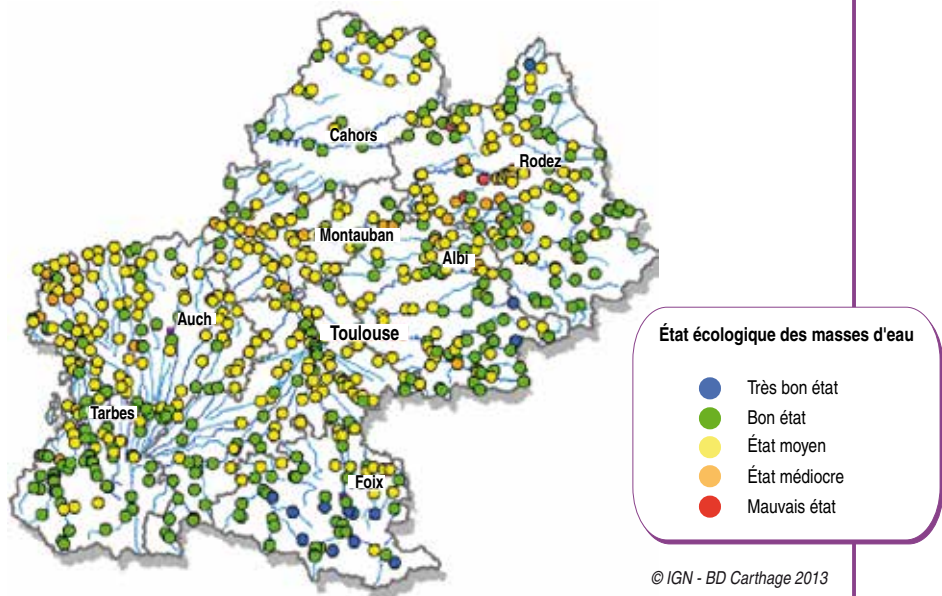 Cahors
Rodez
Montauban
Albi
Auch
Toulouse
Tarbes
Foix
État écologique des masses d'eau
Très bon état
Bon état
État moyen
État médiocre
Mauvais état
© IGN - BD Carthage 2013